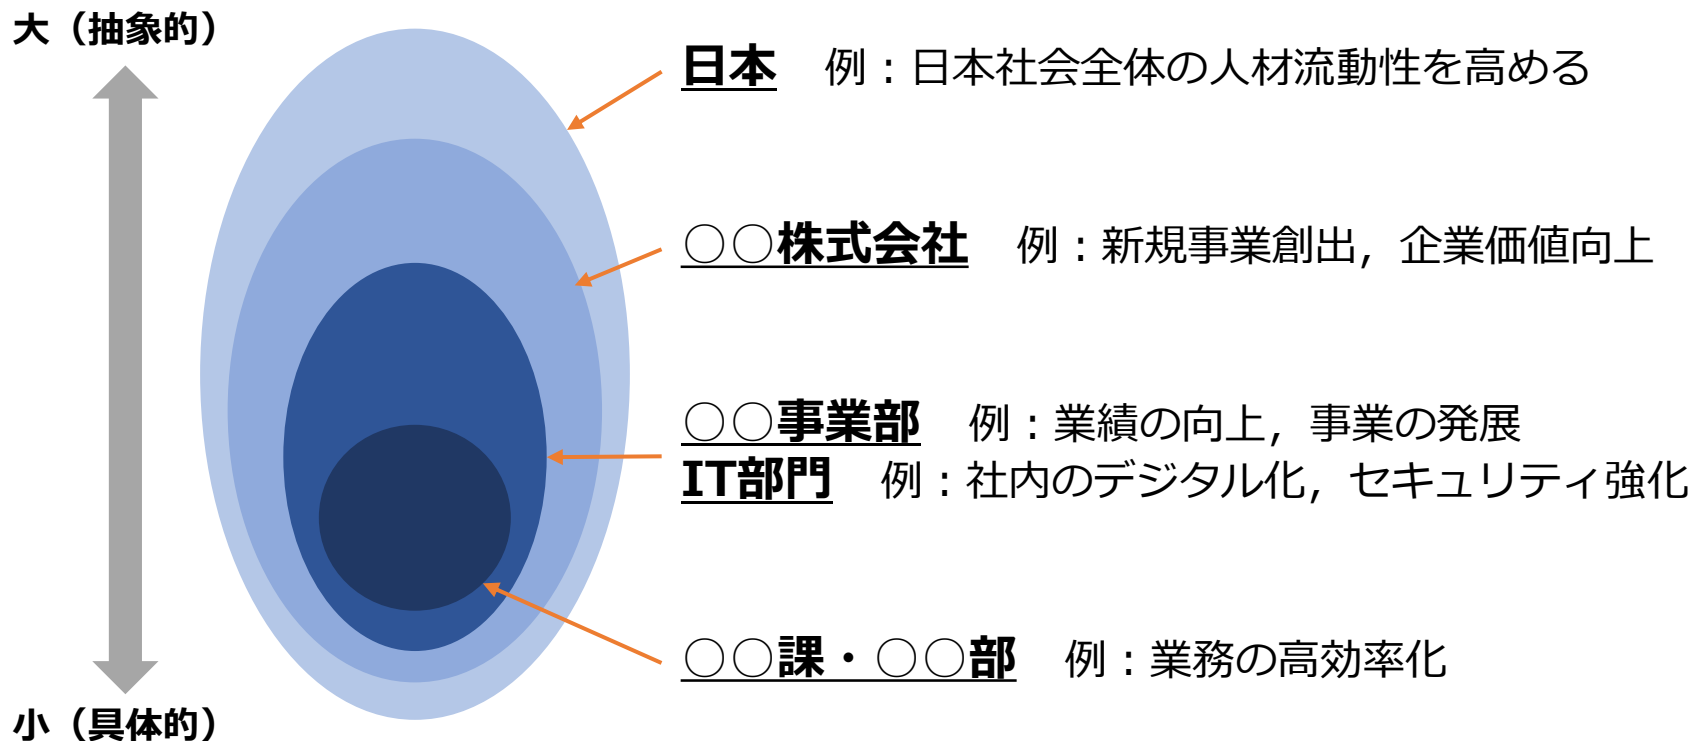 大（抽象的）
日本　例：日本社会全体の人材流動性を高める
○○株式会社　例：新規事業創出，企業価値向上
○○事業部　例：業績の向上，事業の発展
IT部門　例：社内のデジタル化，セキュリティ強化
○○課・○○部　例：業務の高効率化
小（具体的）